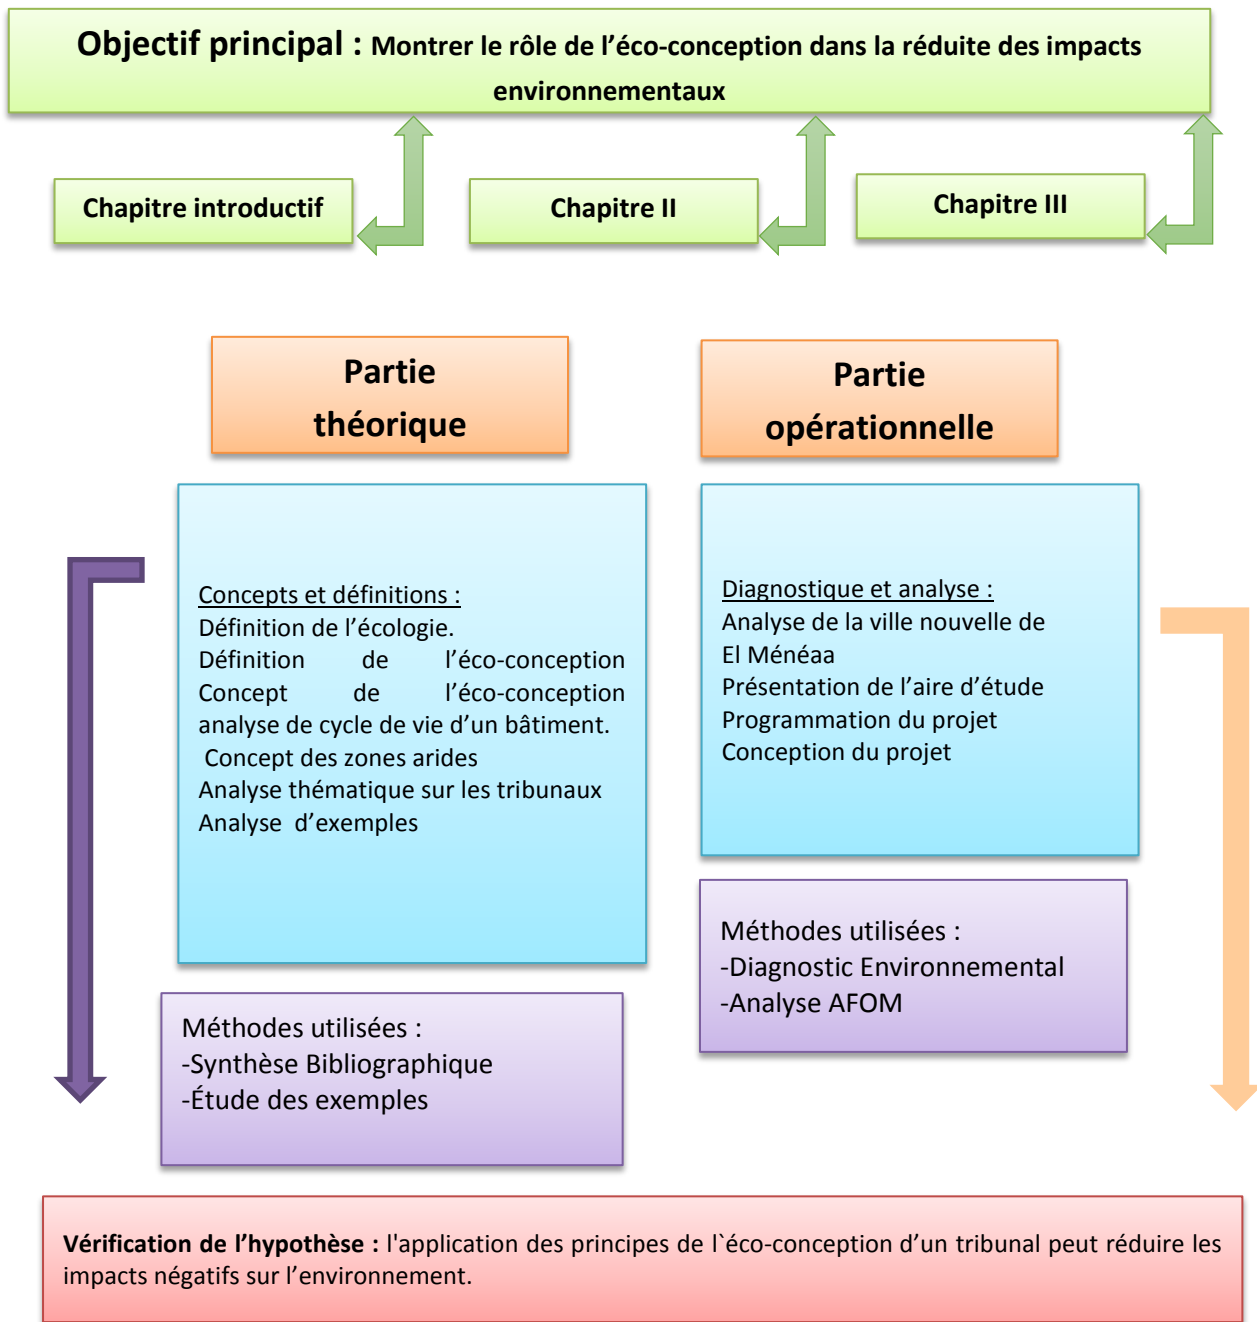 Objectif principal : Montrer le rôle de l’éco-conception dans la réduite des impacts
environnementaux
Chapitre introductif
Chapitre II
Chapitre III
Partie
théorique
Partie
opérationnelle
Concepts et définitions :
Définition de l’écologie.
Définition de l’éco-conception
Concept de l’éco-conception
analyse de cycle de vie d’un bâtiment.
Concept des zones arides
Analyse thématique sur les tribunaux
Analyse d’exemples
Diagnostique et analyse :
Analyse de la ville nouvelle de
El Ménéaa
Présentation de l’aire d’étude
Programmation du projet
Conception du projet
Méthodes utilisées :
-Synthèse Bibliographique
-Étude des exemples
Méthodes utilisées :
-Diagnostic Environnemental
-Analyse AFOM
Vérification de l’hypothèse : l'application des principes de l`éco-conception d’un tribunal peut réduire les
impacts négatifs sur l’environnement.